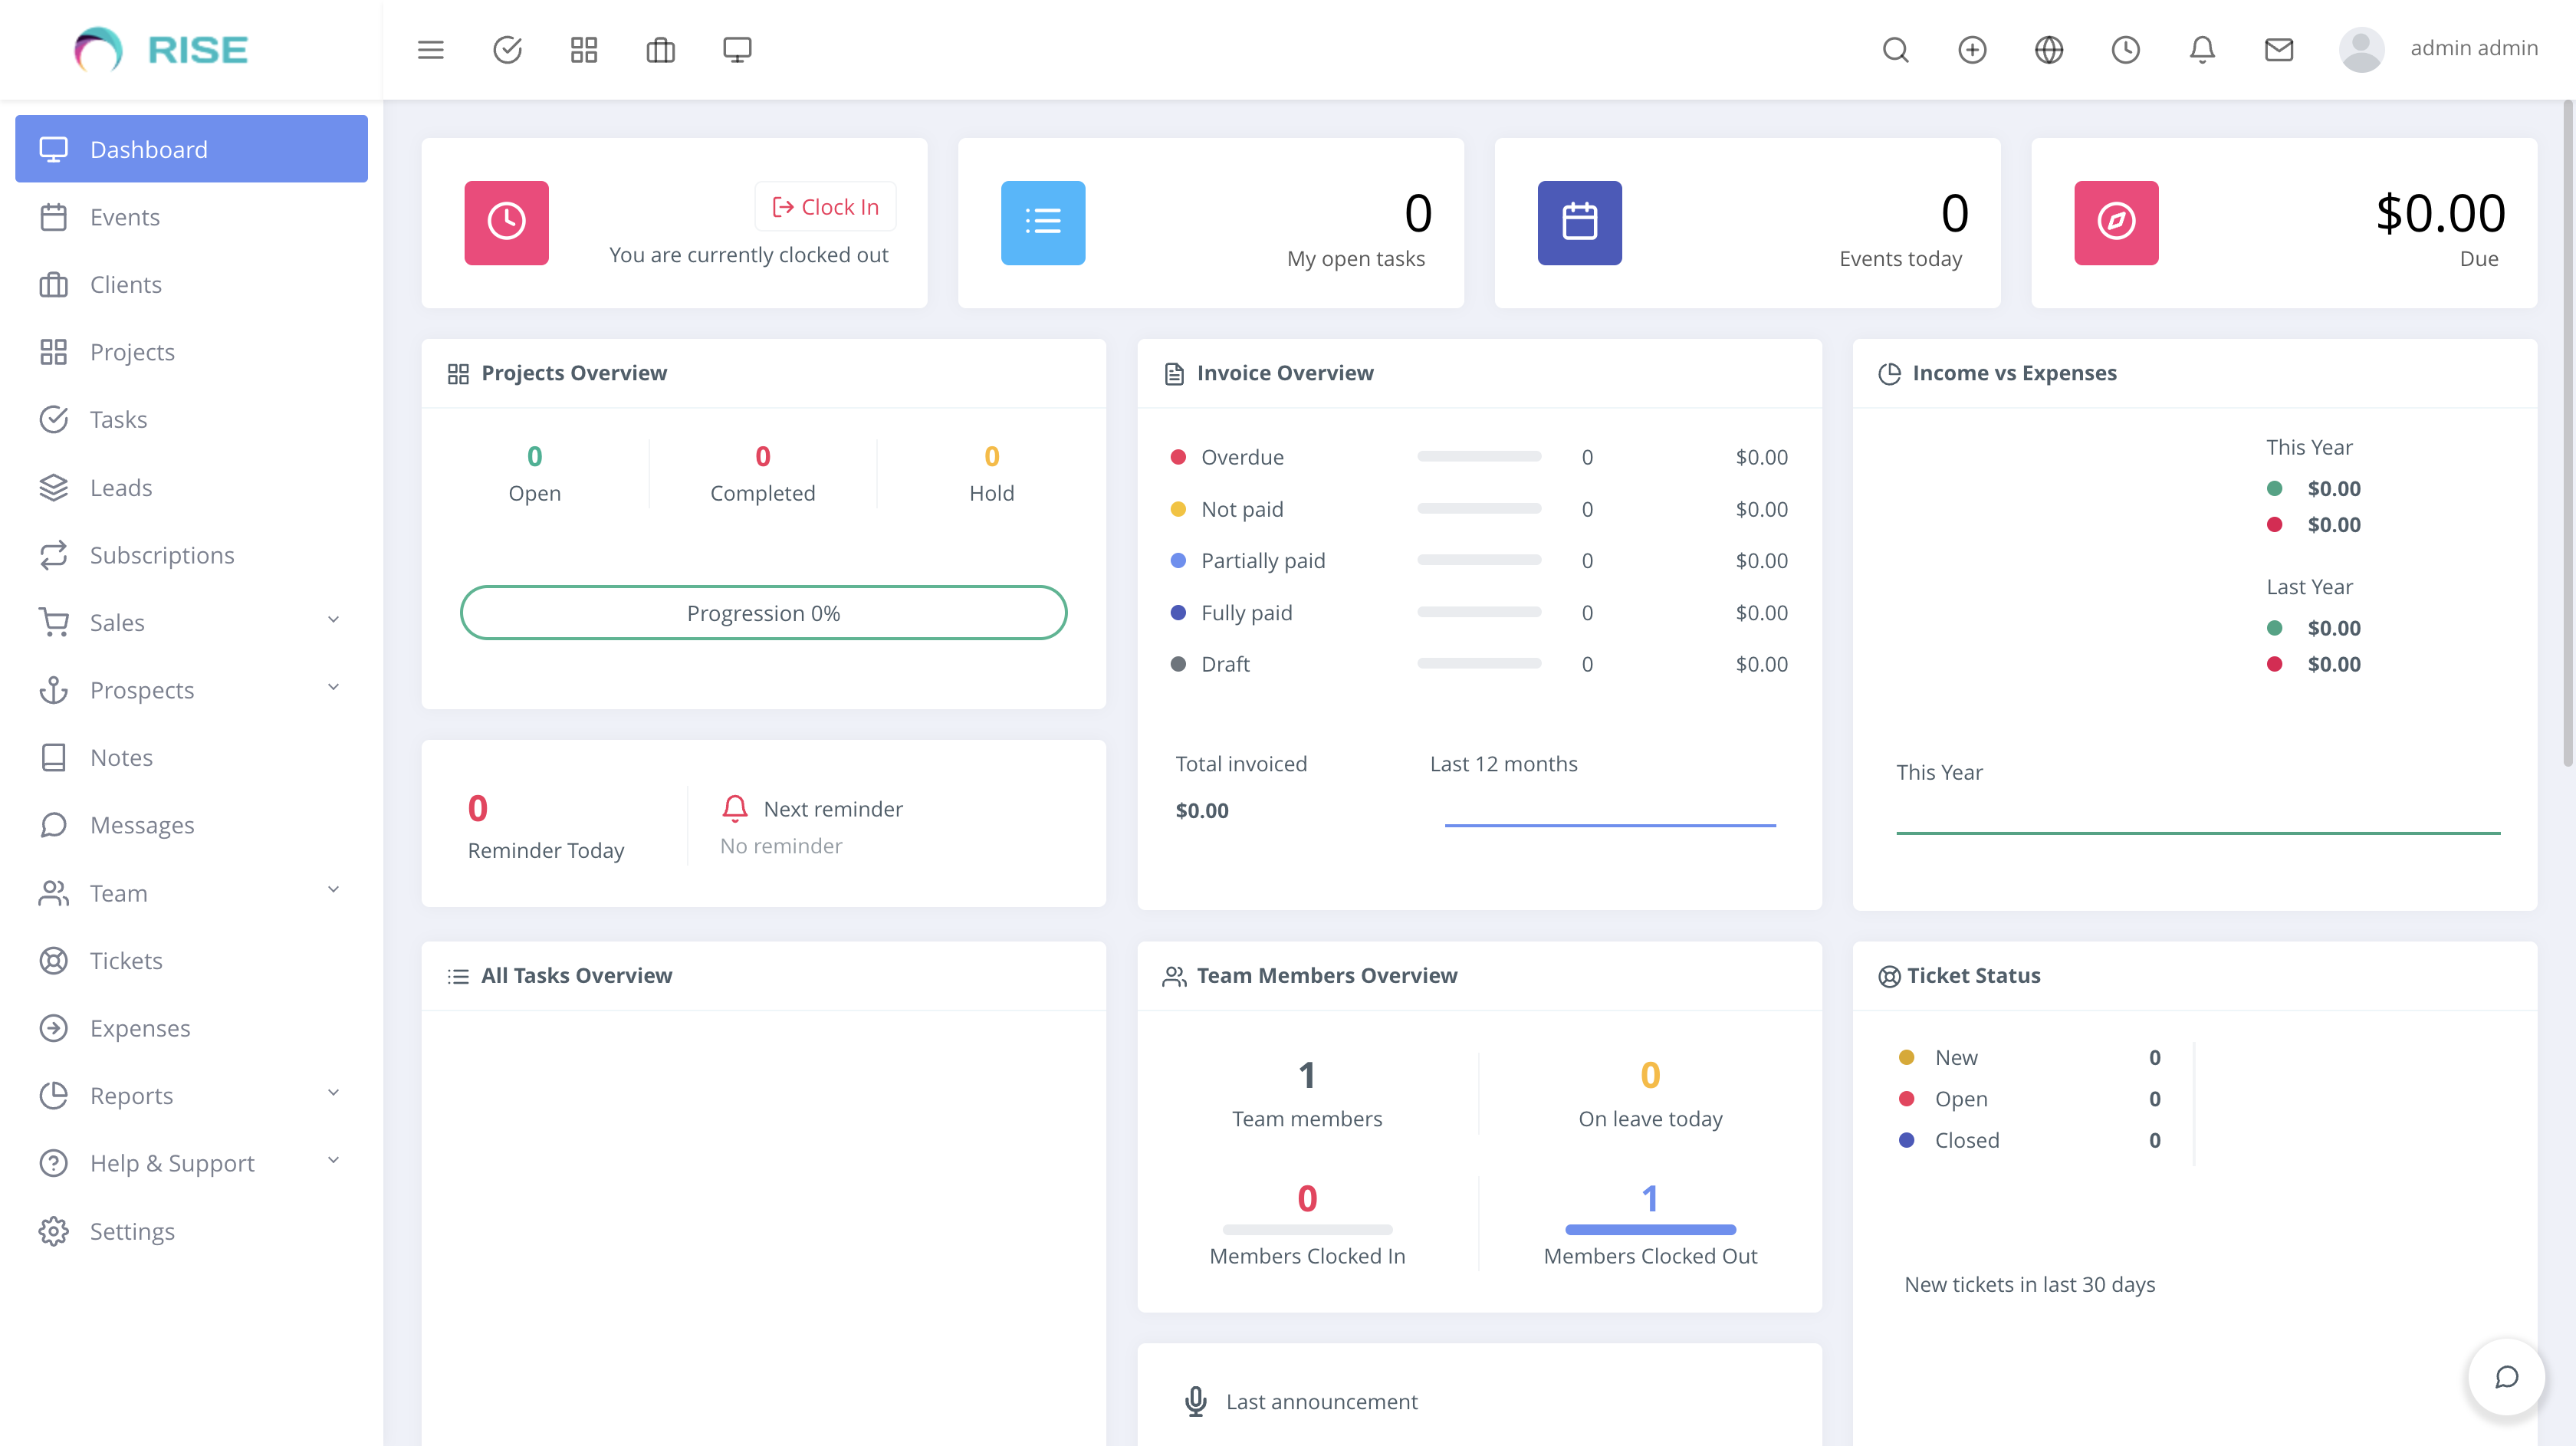 RISE
admin admin
Dashboard
Events
Clients
Projects
Tasks
Leads
Subscriptions
Sales
Prospects
Notes
Messages
Team
Tickets
Expenses
Reports
Help & Support
Settings
Clock In
You are currently clocked out
0
My open tasks
0
Events today
$0.00
Due
Projects Overview
0
Open
0
Completed
0
Hold
Progression 0%
0
Reminder Today
Next reminder
No reminder
Invoice Overview
Overdue 0 $0.00
Not paid 0 $0.00
Partially paid 0 $0.00
Fully paid 0 $0.00
Draft 0 $0.00
Total invoiced
$0.00
Last 12 months
Income vs Expenses
This Year
$0.00
$0.00
Last Year
$0.00
$0.00
This Year
All Tasks Overview
Team Members Overview
1
Team members
0
On leave today
0
Members Clocked In
1
Members Clocked Out
Last announcement
Ticket Status
New 0
Open 0
Closed 0
New tickets in last 30 days